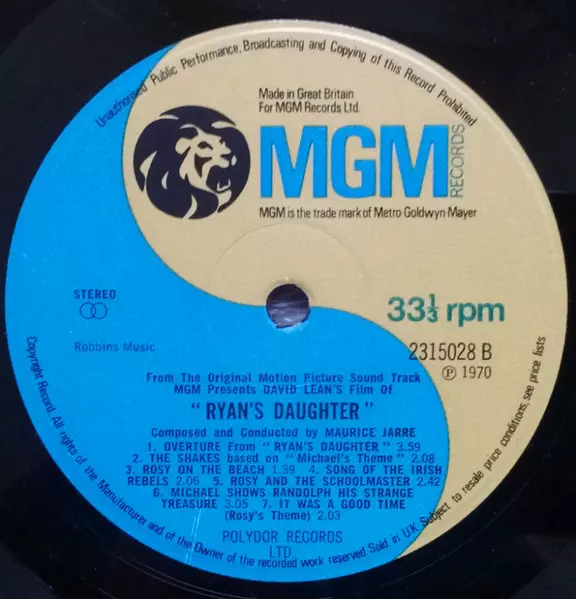 Unauthorised Public Performance, Broadcasting and Copying of this Record Prohibited
Made in Great Britain
For MGM Records Ltd.
MGM
RECORDS
MGM is the trade mark of Metro-Goldwyn-Mayer
STEREO
33⅓ rpm
Robbins Music
2315028 B
℗ 1970
From The Original Motion Picture Sound Track
MGM Presents DAVID LEAN'S Film Of
" RYAN'S DAUGHTER "
Composed and Conducted by MAURICE JARRE
1. OVERTURE From " RYAN'S DAUGHTER " 3.59
2. THE SHAKES based on "Michael's Theme" 2.08
3. ROSY ON THE BEACH 1.39 4. SONG OF THE IRISH
REBELS 2.06 5. ROSY AND THE SCHOOLMASTER 2.42
6. MICHAEL SHOWS RANDOLPH HIS STRANGE
TREASURE 3.05 7. IT WAS A GOOD TIME
(Rosy's Theme) 2.03
POLYDOR RECORDS
LTD.
Copyright Record All rights of the Manufacturer and of the Owner of the recorded work reserved Sold in U.K. Subject to resale price conditions, see price lists